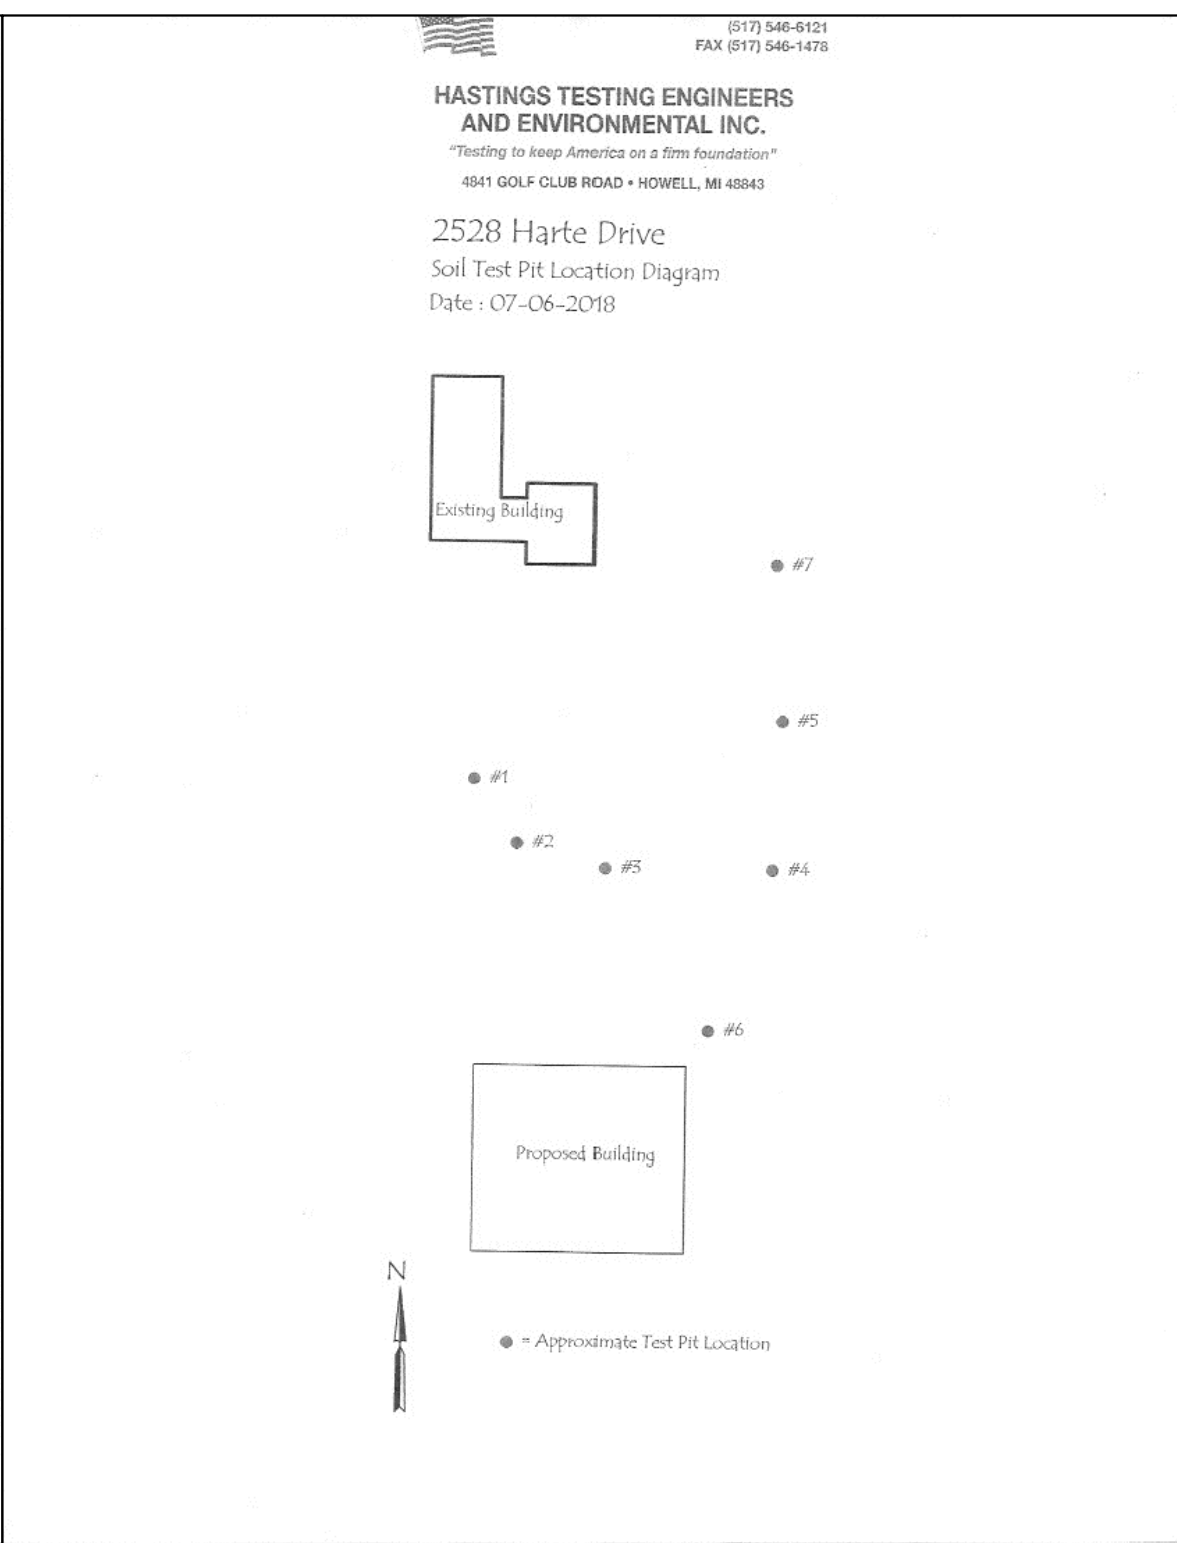 (517) 546-6121
FAX (517) 546-1478
HASTINGS TESTING ENGINEERS
AND ENVIRONMENTAL INC.
"Testing to keep America on a firm foundation"
4841 GOLF CLUB ROAD • HOWELL, MI 48843
2528 Harte Drive
Soil Test Pit Location Diagram
Date : 07-06-2018
Existing Building
#7
#5
#1
#2
#3
#4
#6
Proposed Building
N
= Approximate Test Pit Location